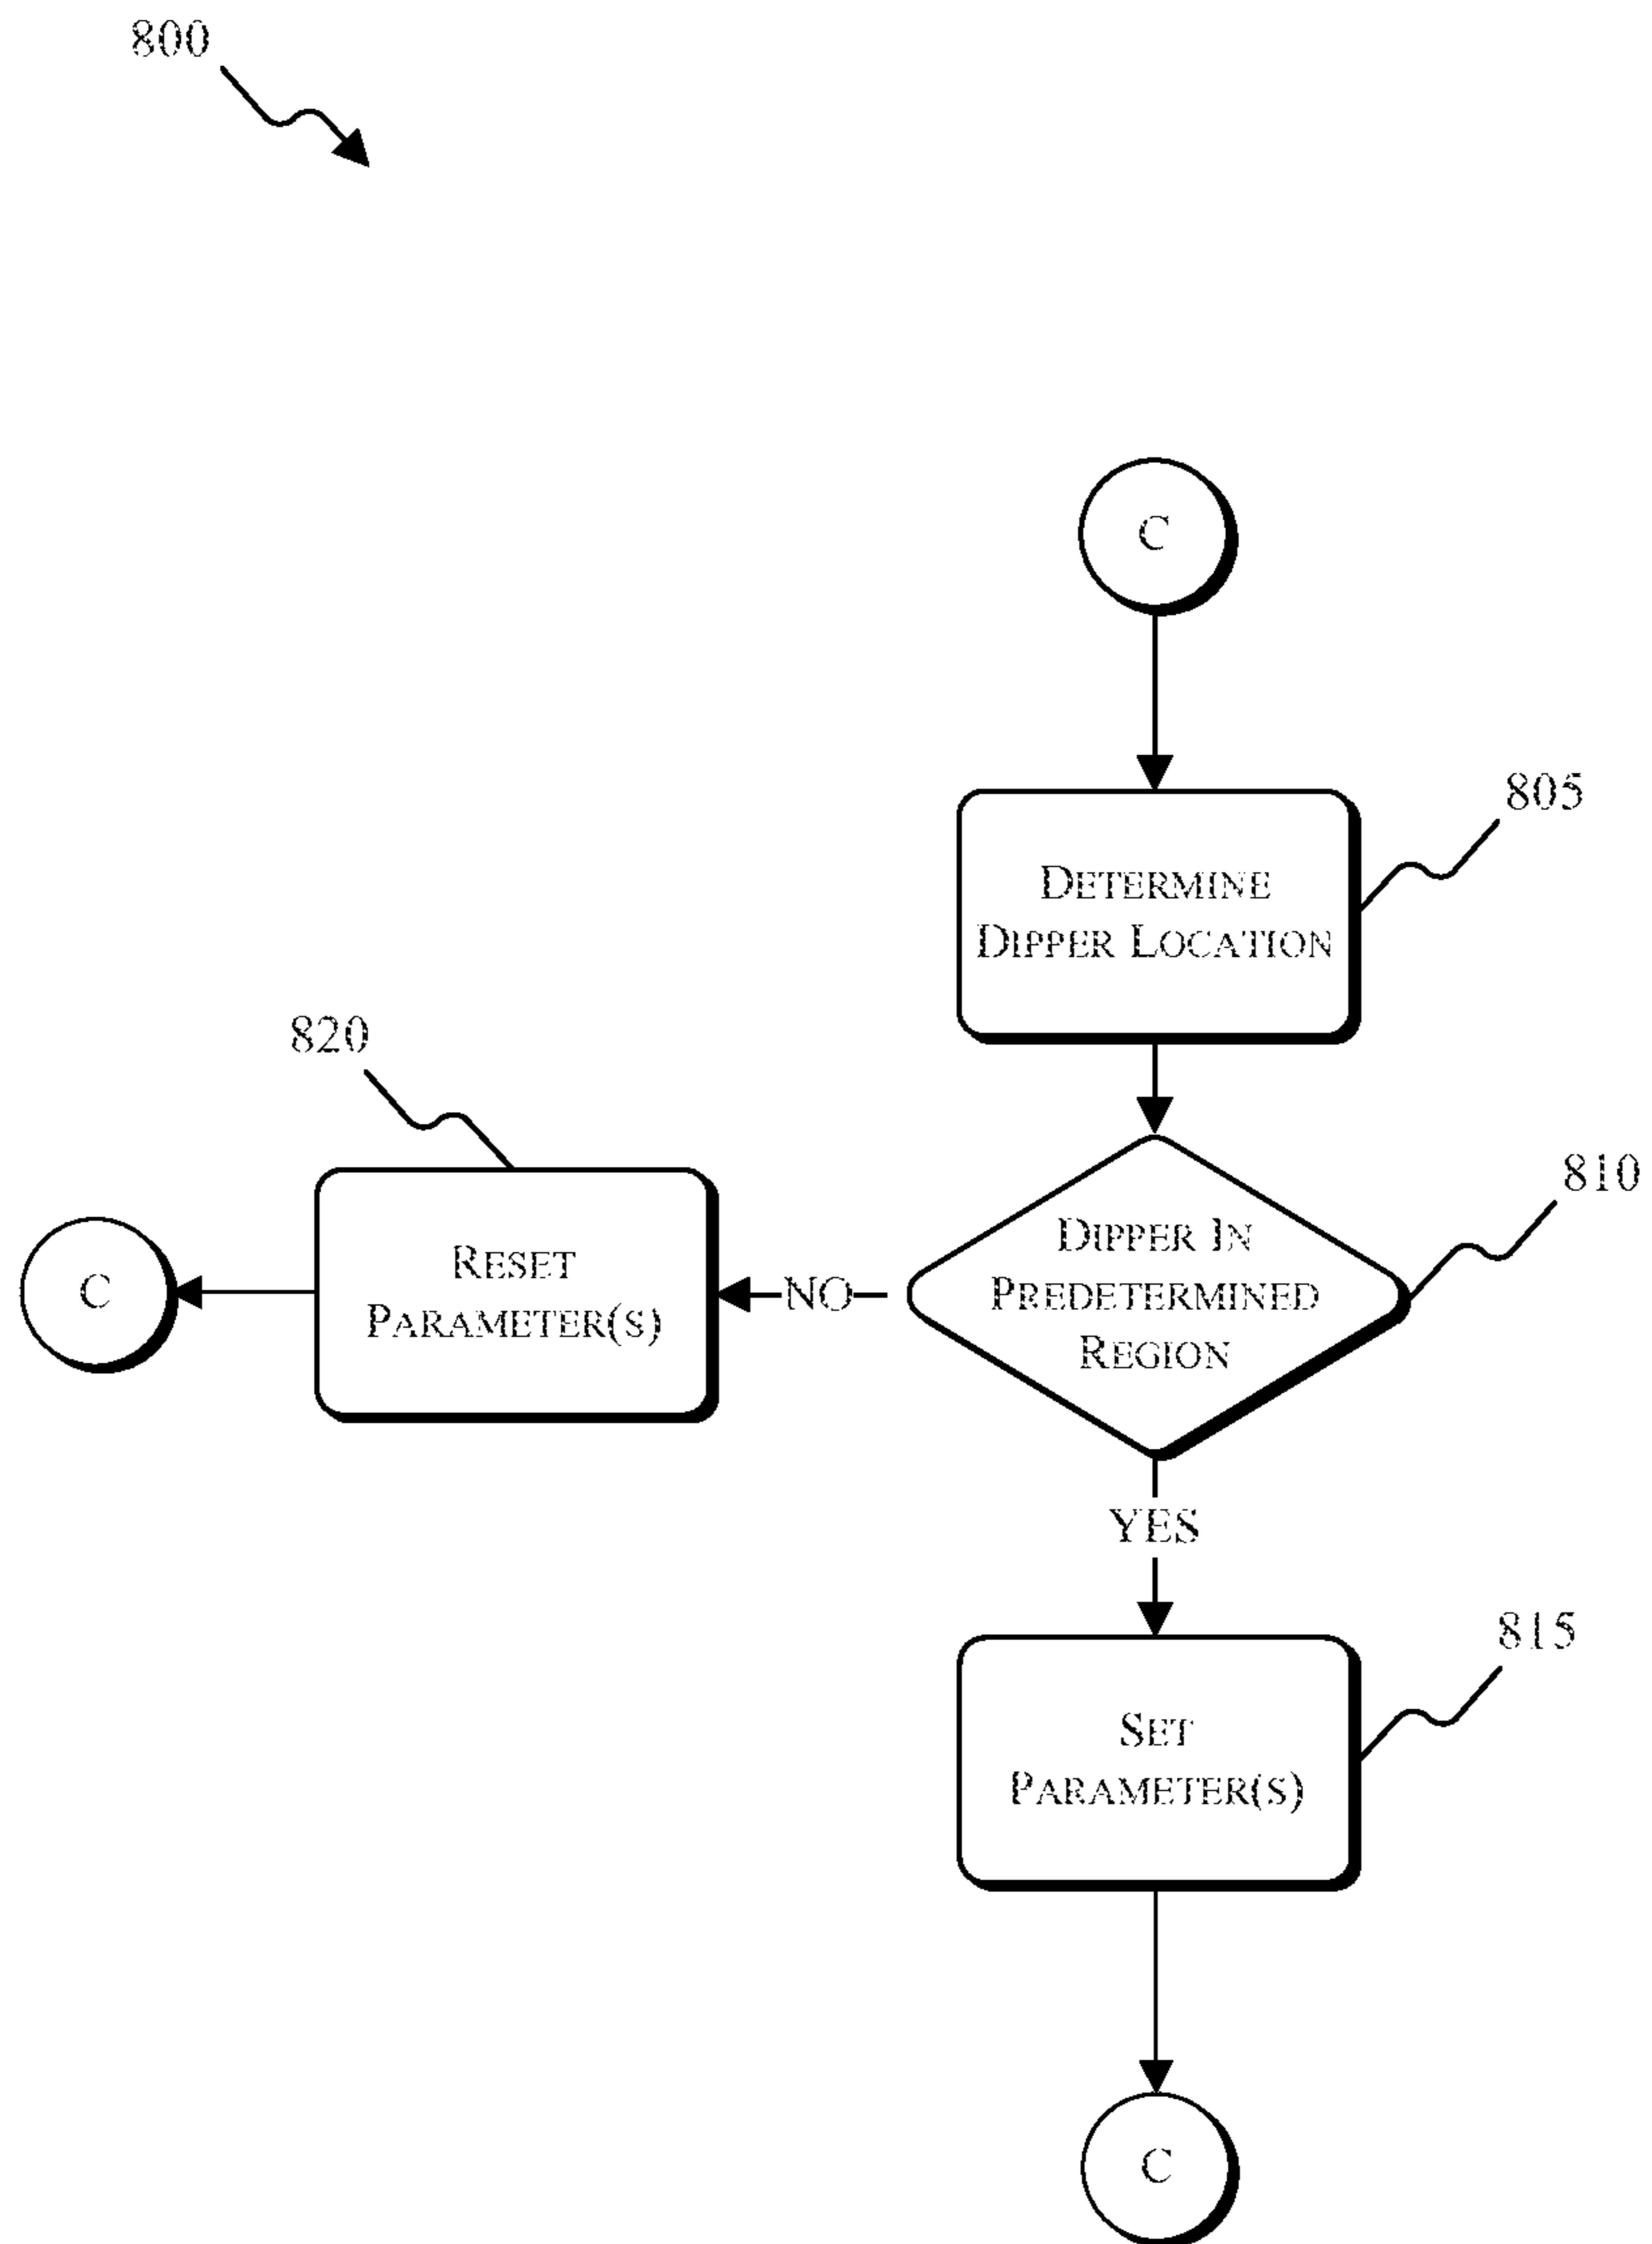 800
C
805
DETERMINE
DIPPER LOCATION
820
810
DIPPER IN
PREDETERMINED
REGION
NO
RESET
PARAMETER(S)
C
YES
815
SET
PARAMETER(S)
C